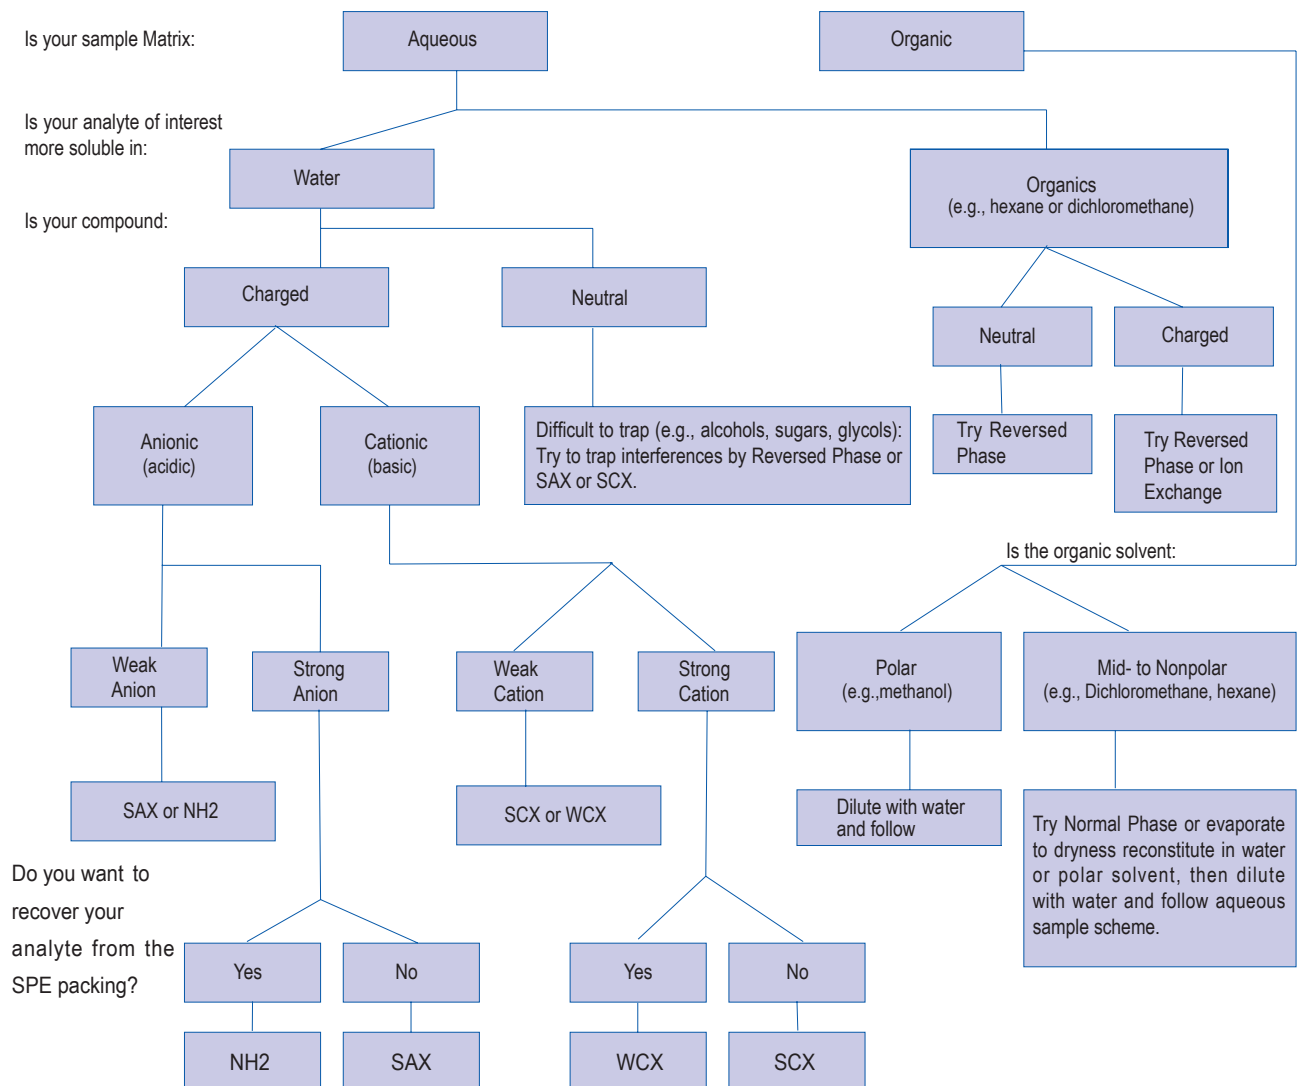 Is your sample Matrix:
Aqueous
Organic
Is your analyte of interest
more soluble in:
Water
Organics
(e.g., hexane or dichloromethane)
Is your compound:
Charged
Neutral
Neutral
Charged
Anionic
(acidic)
Cationic
(basic)
Difficult to trap (e.g., alcohols, sugars, glycols):
Try to trap interferences by Reversed Phase or
SAX or SCX.
Try Reversed
Phase
Try Reversed
Phase or Ion
Exchange
Is the organic solvent:
Weak
Anion
Strong
Anion
Weak
Cation
Strong
Cation
Polar
(e.g.,methanol)
Mid- to Nonpolar
(e.g., Dichloromethane, hexane)
SAX or NH2
SCX or WCX
Dilute with water
and follow
Try Normal Phase or evaporate
to dryness reconstitute in water
or polar solvent, then dilute
with water and follow aqueous
sample scheme.
Do you want to
recover your
analyte from the
SPE packing?
Yes
No
Yes
No
NH2
SAX
WCX
SCX